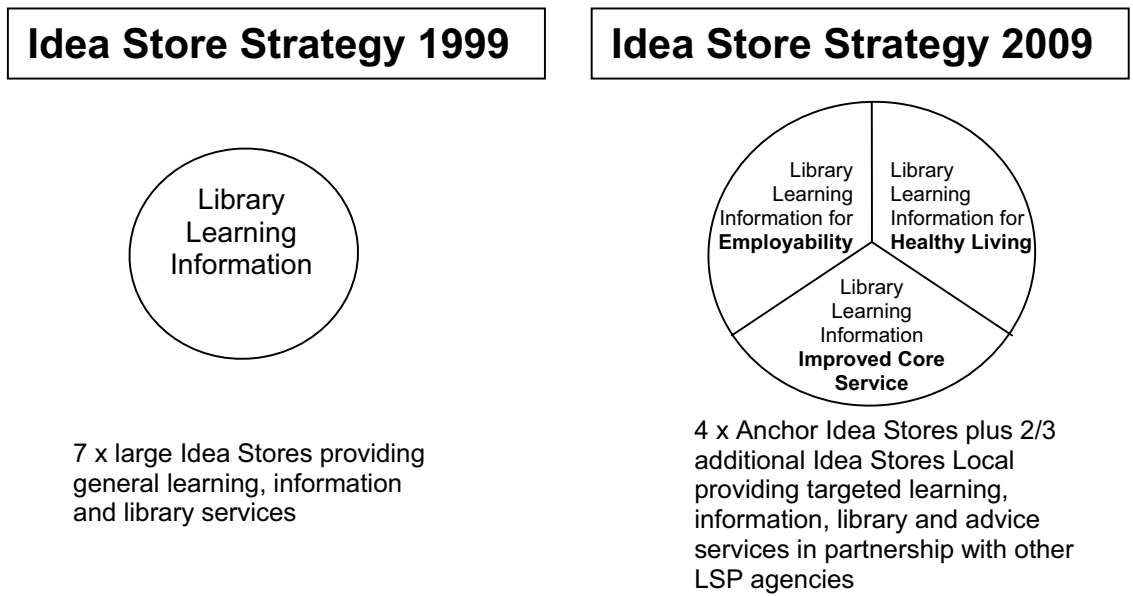 Idea Store Strategy 1999
Library
Learning
Information
7 x large Idea Stores providing
general learning, information
and library services
Idea Store Strategy 2009
Library
Learning
Information for
Employability
Library
Learning
Information for
Healthy Living
Library
Learning
Information
Improved Core
Service
4 x Anchor Idea Stores plus 2/3
additional Idea Stores Local
providing targeted learning,
information, library and advice
services in partnership with other
LSP agencies